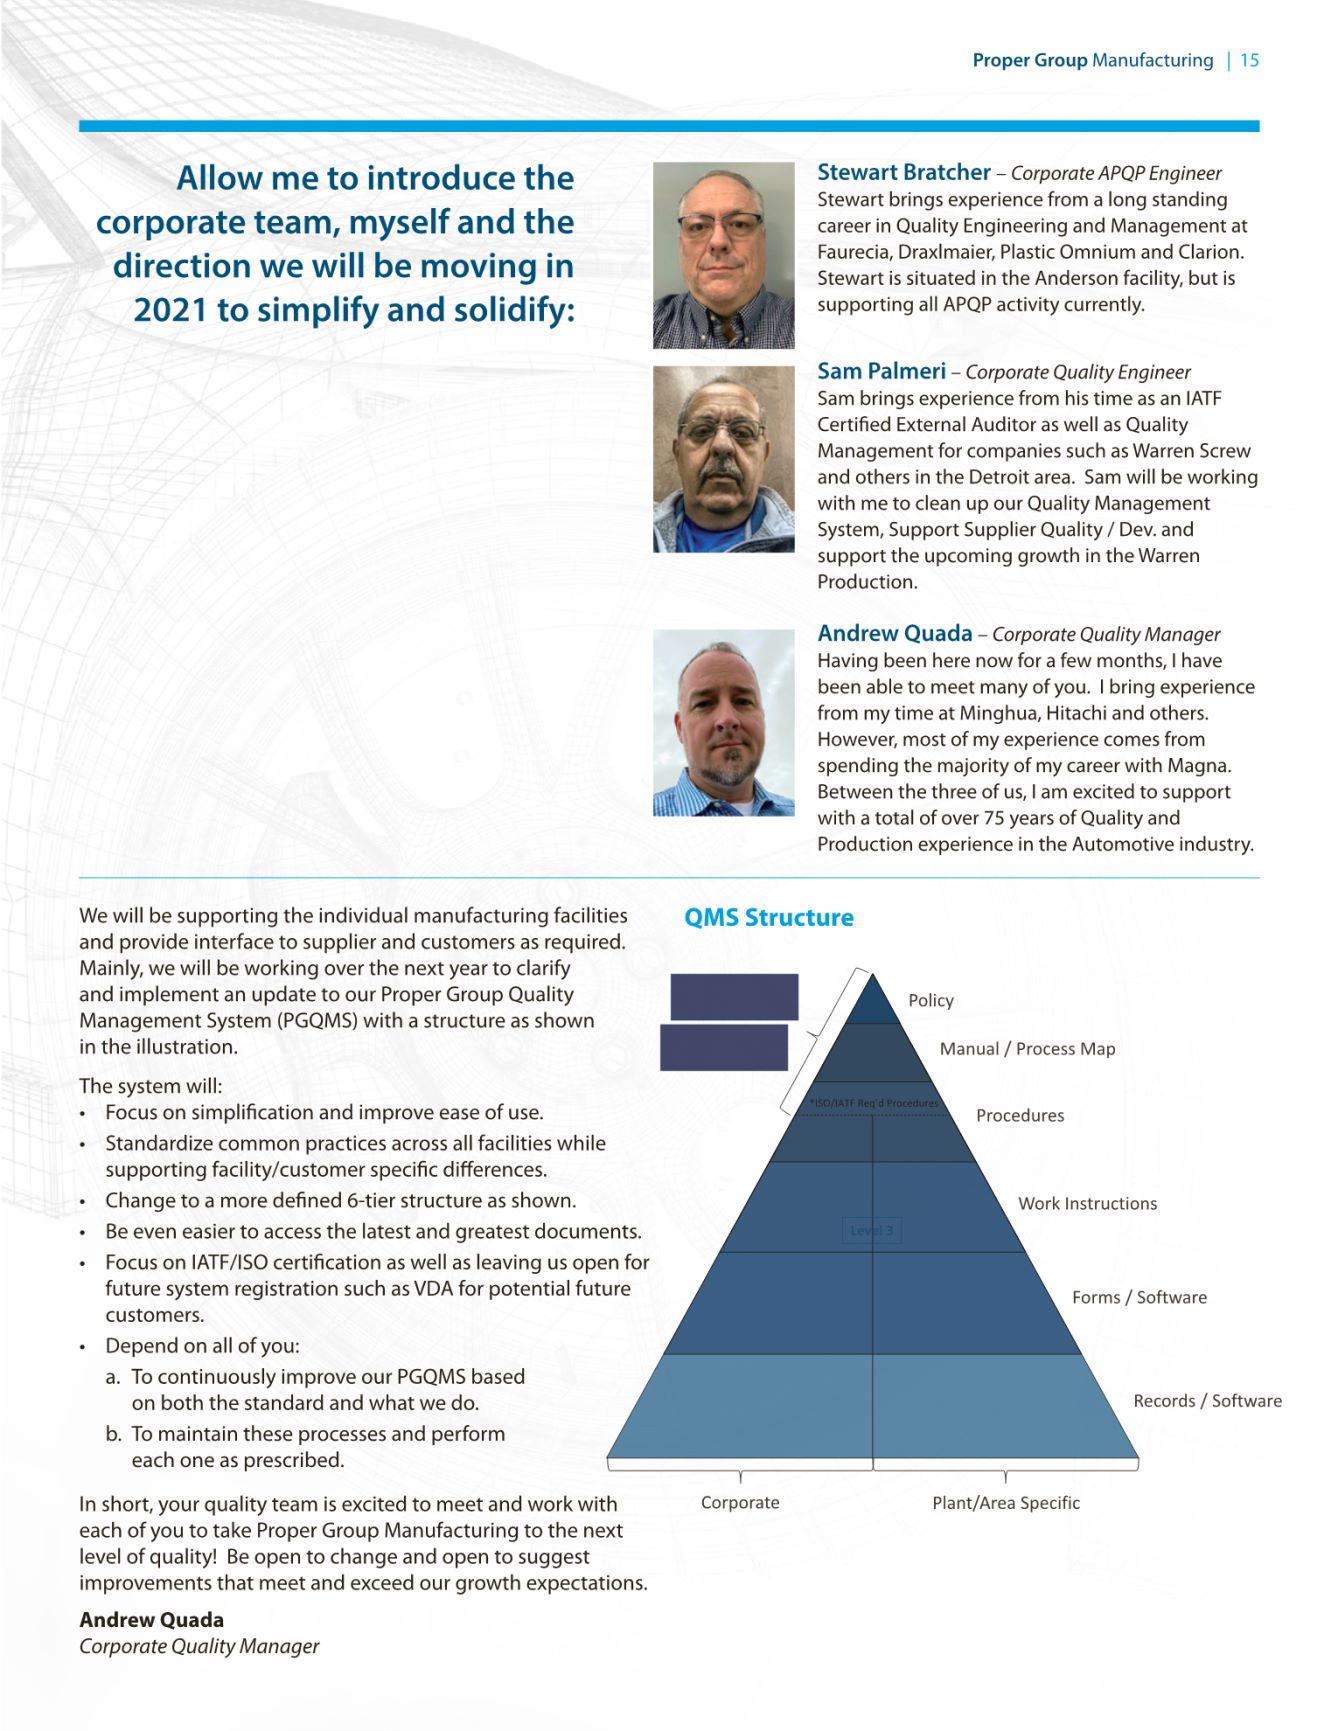 Proper Group Manufacturing | 15
Allow me to introduce the
corporate team, myself and the
direction we will be moving in
2021 to simplify and solidify:
Stewart Bratcher – Corporate APQP Engineer
Stewart brings experience from a long standing
career in Quality Engineering and Management at
Faurecia, Draxlmaier, Plastic Omnium and Clarion.
Stewart is situated in the Anderson facility, but is
supporting all APQP activity currently.
Sam Palmeri – Corporate Quality Engineer
Sam brings experience from his time as an IATF
Certified External Auditor as well as Quality
Management for companies such as Warren Screw
and others in the Detroit area.  Sam will be working
with me to clean up our Quality Management
System, Support Supplier Quality / Dev. and
support the upcoming growth in the Warren
Production.
Andrew Quada – Corporate Quality Manager
Having been here now for a few months, I have
been able to meet many of you.  I bring experience
from my time at Minghua, Hitachi and others.
However, most of my experience comes from
spending the majority of my career with Magna.
Between the three of us, I am excited to support
with a total of over 75 years of Quality and
Production experience in the Automotive industry.
We will be supporting the individual manufacturing facilities
and provide interface to supplier and customers as required.
Mainly, we will be working over the next year to clarify
and implement an update to our Proper Group Quality
Management System (PGQMS) with a structure as shown
in the illustration.
The system will:
• Focus on simplification and improve ease of use.
• Standardize common practices across all facilities while
supporting facility/customer specific differences.
• Change to a more defined 6-tier structure as shown.
• Be even easier to access the latest and greatest documents.
• Focus on IATF/ISO certification as well as leaving us open for
future system registration such as VDA for potential future
customers.
• Depend on all of you:
a. To continuously improve our PGQMS based
on both the standard and what we do.
b. To maintain these processes and perform
each one as prescribed.
In short, your quality team is excited to meet and work with
each of you to take Proper Group Manufacturing to the next
level of quality!  Be open to change and open to suggest
improvements that meet and exceed our growth expectations.
Andrew Quada
Corporate Quality Manager
QMS Structure
Policy
Manual / Process Map
*ISO/IATF Req'd Procedures
Procedures
Work Instructions
Level 3
Forms / Software
Records / Software
Corporate
Plant/Area Specific